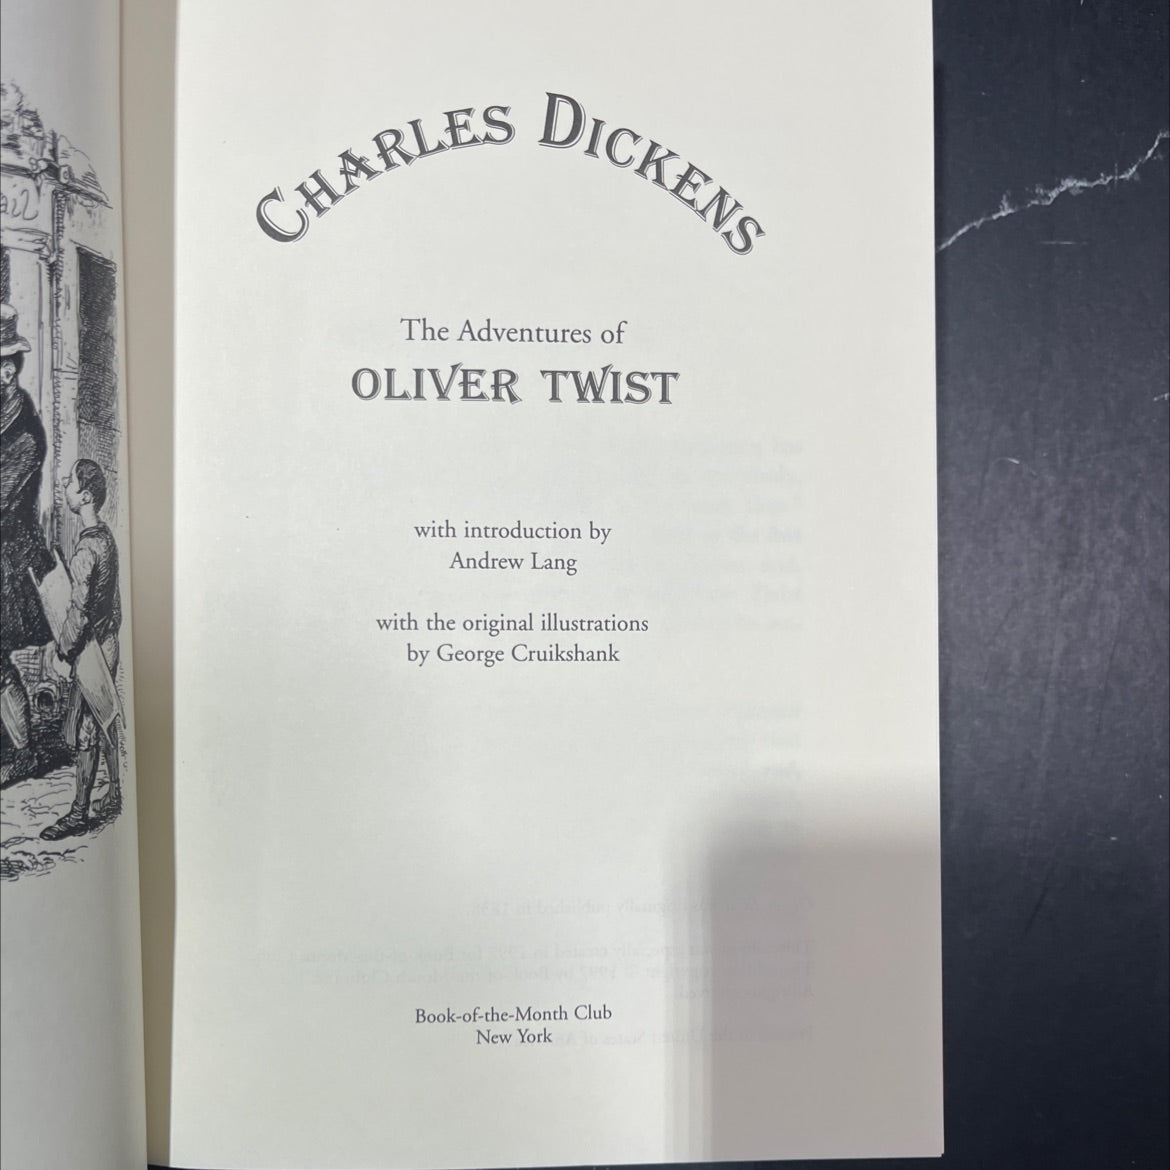 CHARLES DICKENS
The Adventures of
OLIVER TWIST
with introduction by
Andrew Lang
with the original illustrations
by George Cruikshank
Book-of-the-Month Club
New York